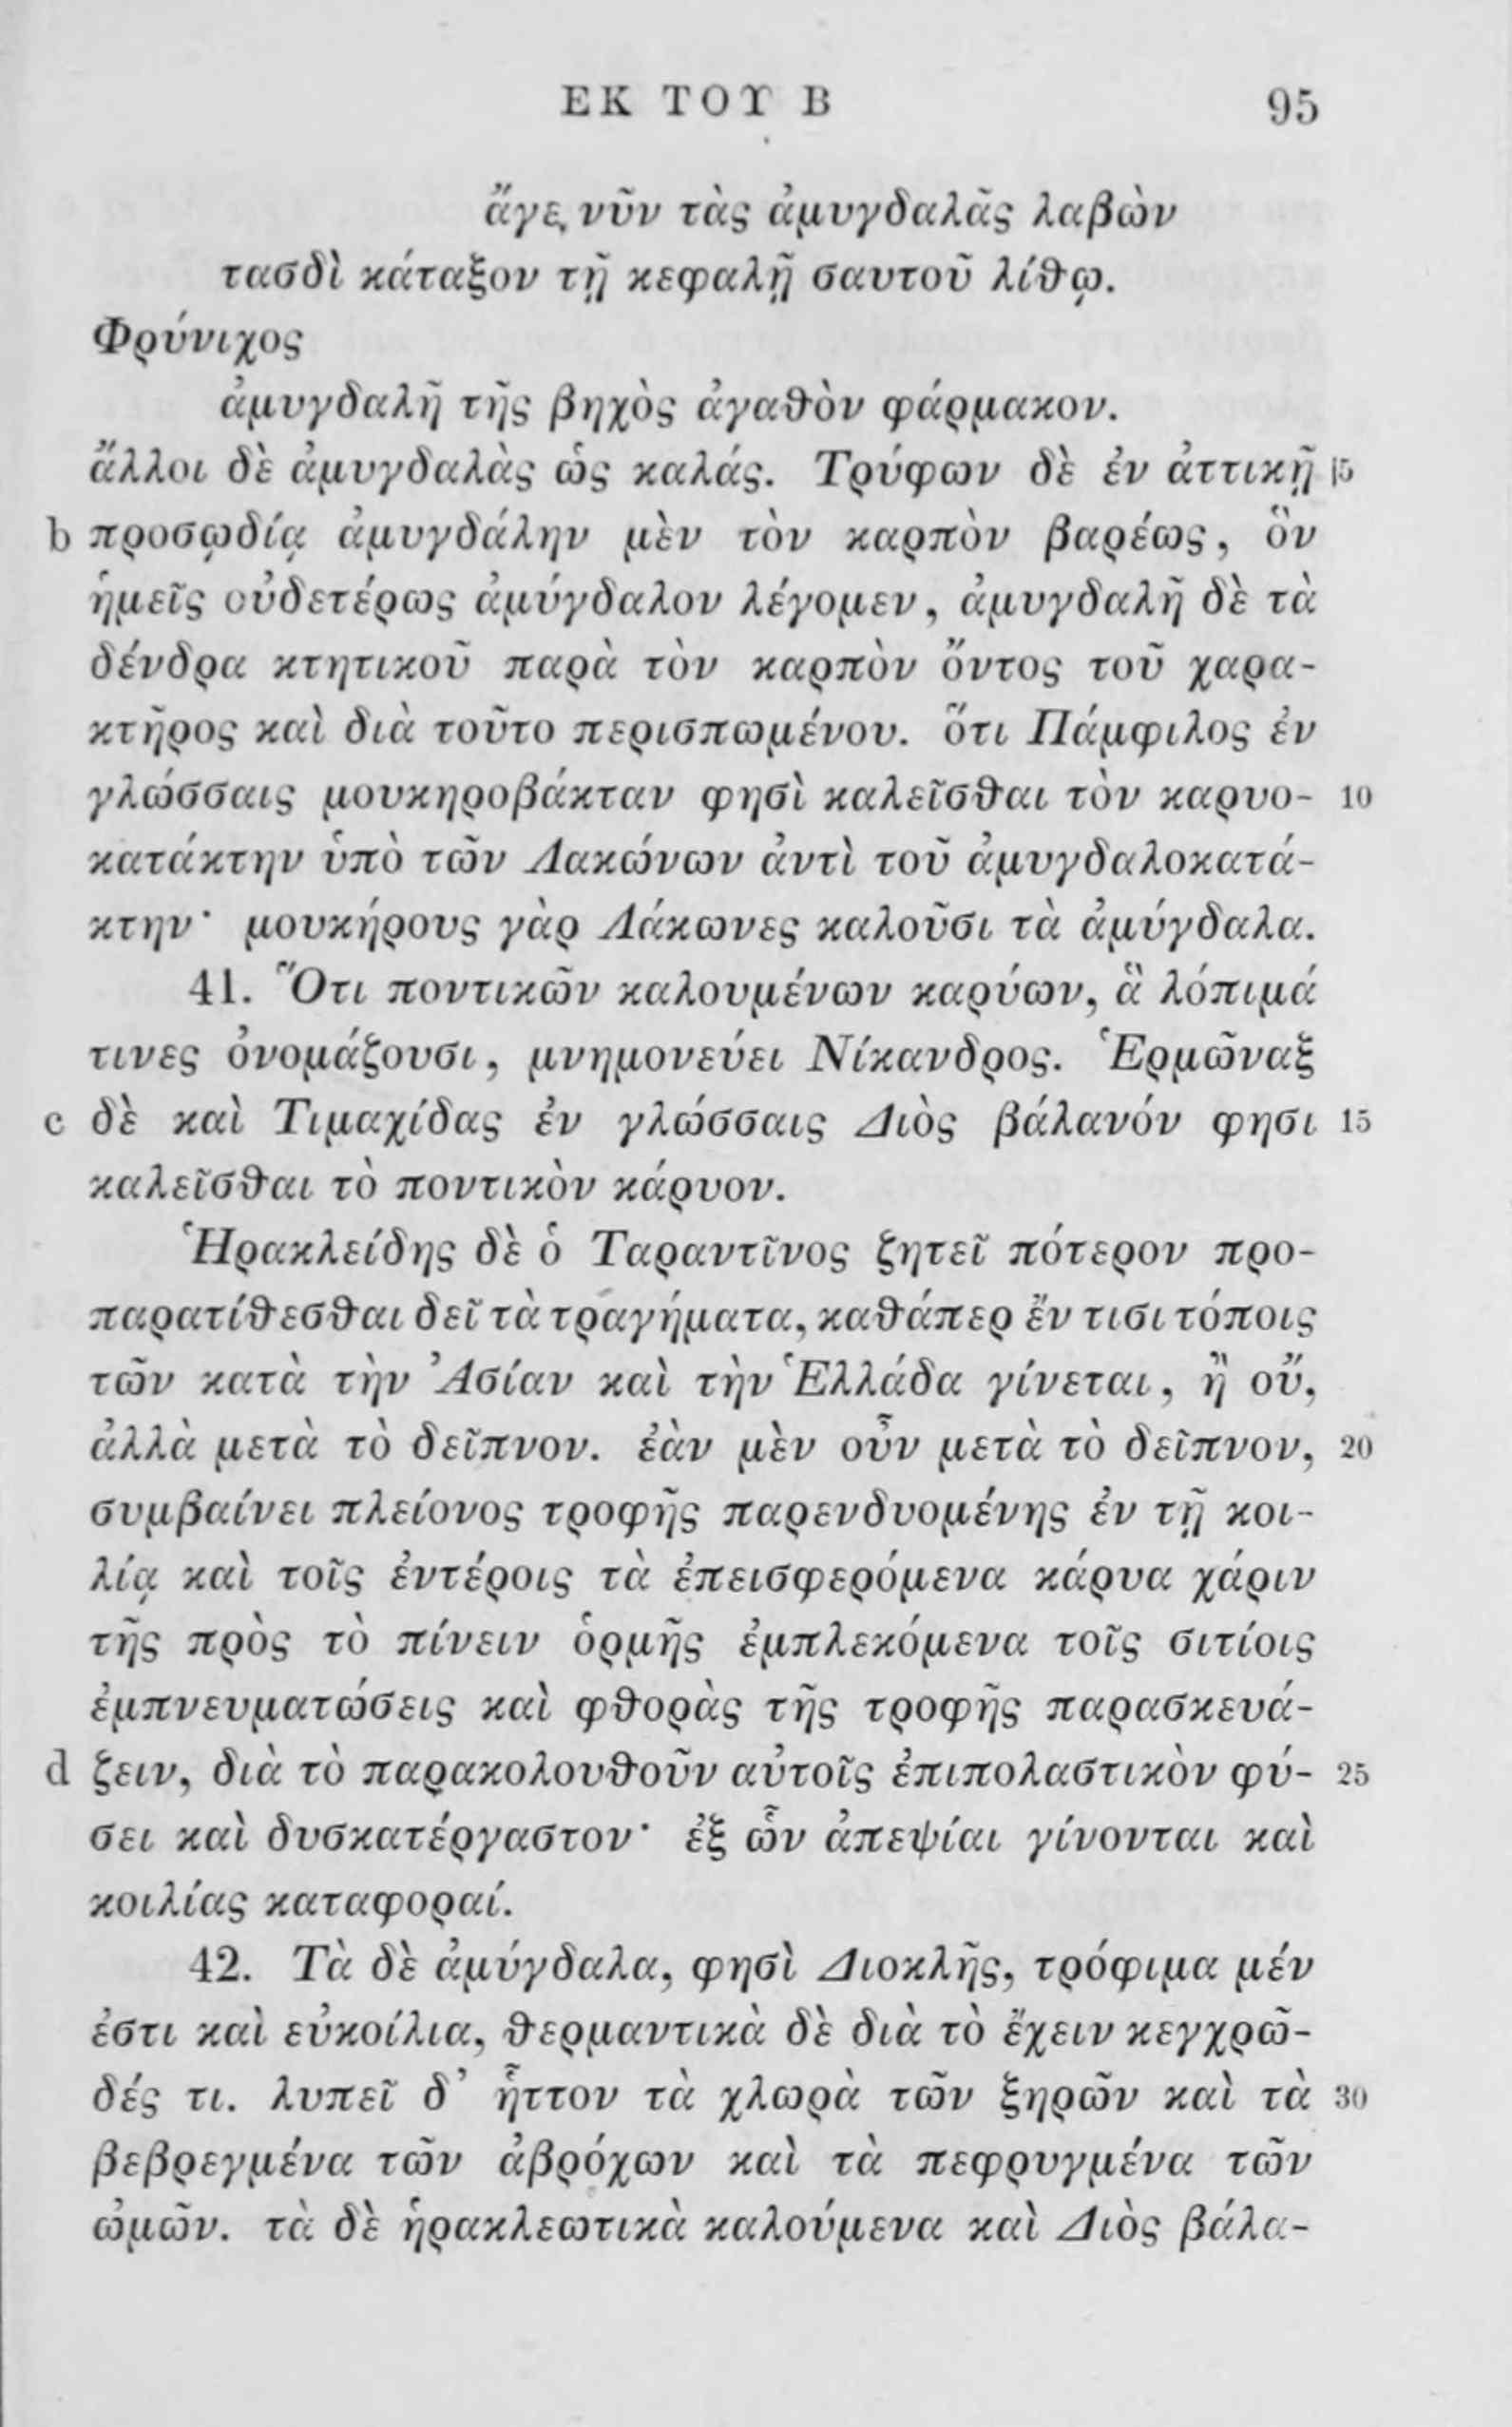 ΕΚ ΤΟΥ Β 95
ἄγε νῦν τὰς ἀμυγδαλᾶς λαβὼν
τασδὶ κάταξον τῇ κεφαλῇ σαυτοῦ λίθῳ.
Φρύνιχος
ἀμυγδαλῆ τῆς βηχὸς ἀγαθὸν φάρμακον.
ἄλλοι δὲ ἀμυγδαλὰς ὡς καλάς. Τρύφων δὲ ἐν ἀττικῇ 5
b προσῳδίᾳ ἀμυγδάλην μὲν τὸν καρπὸν βαρέως, ὃν
ἡμεῖς οὐδετέρως ἀμύγδαλον λέγομεν, ἀμυγδαλῆ δὲ τὰ
δένδρα κτητικοῦ παρὰ τὸν καρπὸν ὄντος τοῦ χαρα-
κτῆρος καὶ διὰ τοῦτο περισπωμένου. ὅτι Πάμφιλος ἐν
γλώσσαις μουκηροβάκταν φησὶ καλεῖσθαι τὸν καρυο- 10
κατάκτην ὑπὸ τῶν Λακώνων ἀντὶ τοῦ ἀμυγδαλοκατά-
κτην· μουκήρους γὰρ Λάκωνες καλοῦσι τὰ ἀμύγδαλα.
41. Ὅτι ποντικῶν καλουμένων καρύων, ἃ λόπιμά
τινες ὀνομάζουσι, μνημονεύει Νίκανδρος. Ἑρμῶναξ
c δὲ καὶ Τιμαχίδας ἐν γλώσσαις Διὸς βάλανόν φησι 15
καλεῖσθαι τὸ ποντικὸν κάρυον.
Ἡρακλείδης δὲ ὁ Ταραντῖνος ζητεῖ πότερον προ-
παρατίθεσθαι δεῖ τὰ τραγήματα, καθάπερ ἔν τισι τόποις
τῶν κατὰ τὴν Ἀσίαν καὶ τὴν Ἑλλάδα γίνεται, ἢ οὔ,
ἀλλὰ μετὰ τὸ δεῖπνον. ἐὰν μὲν οὖν μετὰ τὸ δεῖπνον, 20
συμβαίνει πλείονος τροφῆς παρενδυομένης ἐν τῇ κοι-
λίᾳ καὶ τοῖς ἐντέροις τὰ ἐπεισφερόμενα κάρυα χάριν
τῆς πρὸς τὸ πίνειν ὁρμῆς ἐμπλεκόμενα τοῖς σιτίοις
ἐμπνευματώσεις καὶ φθορὰς τῆς τροφῆς παρασκευά-
d ζειν, διὰ τὸ παρακολουθοῦν αὐτοῖς ἐπιπολαστικὸν φύ- 25
σει καὶ δυσκατέργαστον· ἐξ ὧν ἀπεψίαι γίνονται καὶ
κοιλίας καταφοραί.
42. Τὰ δὲ ἀμύγδαλα, φησὶ Διοκλῆς, τρόφιμα μέν
ἐστι καὶ εὐκοίλια, θερμαντικὰ δὲ διὰ τὸ ἔχειν κεγχρῶ-
δές τι. λυπεῖ δ’ ἧττον τὰ χλωρὰ τῶν ξηρῶν καὶ τὰ 30
βεβρεγμένα τῶν ἀβρόχων καὶ τὰ πεφρυγμένα τῶν
ὠμῶν. τὰ δὲ ἡρακλεωτικὰ καλούμενα καὶ Διὸς βάλα-